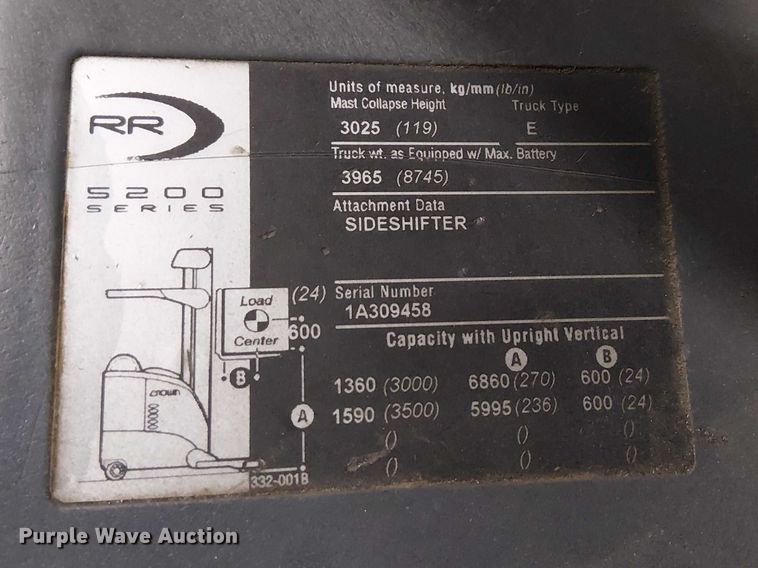 RR
5200
SERIES
Units of measure, kg/mm (lb/in)
Mast Collapse Height Truck Type
3025 (119) E
Truck wt. as Equipped w/ Max. Battery
3965 (8745)
Attachment Data
SIDESHIFTER
(24) Serial Number
1A309458
Load
Center
600
Capacity with Upright Vertical
A B
1360 (3000) 6860 (270) 600 (24)
1590 (3500) 5995 (236) 600 (24)
() () ()
() () ()
B
A
CROWN
332-001B
Purple Wave Auction